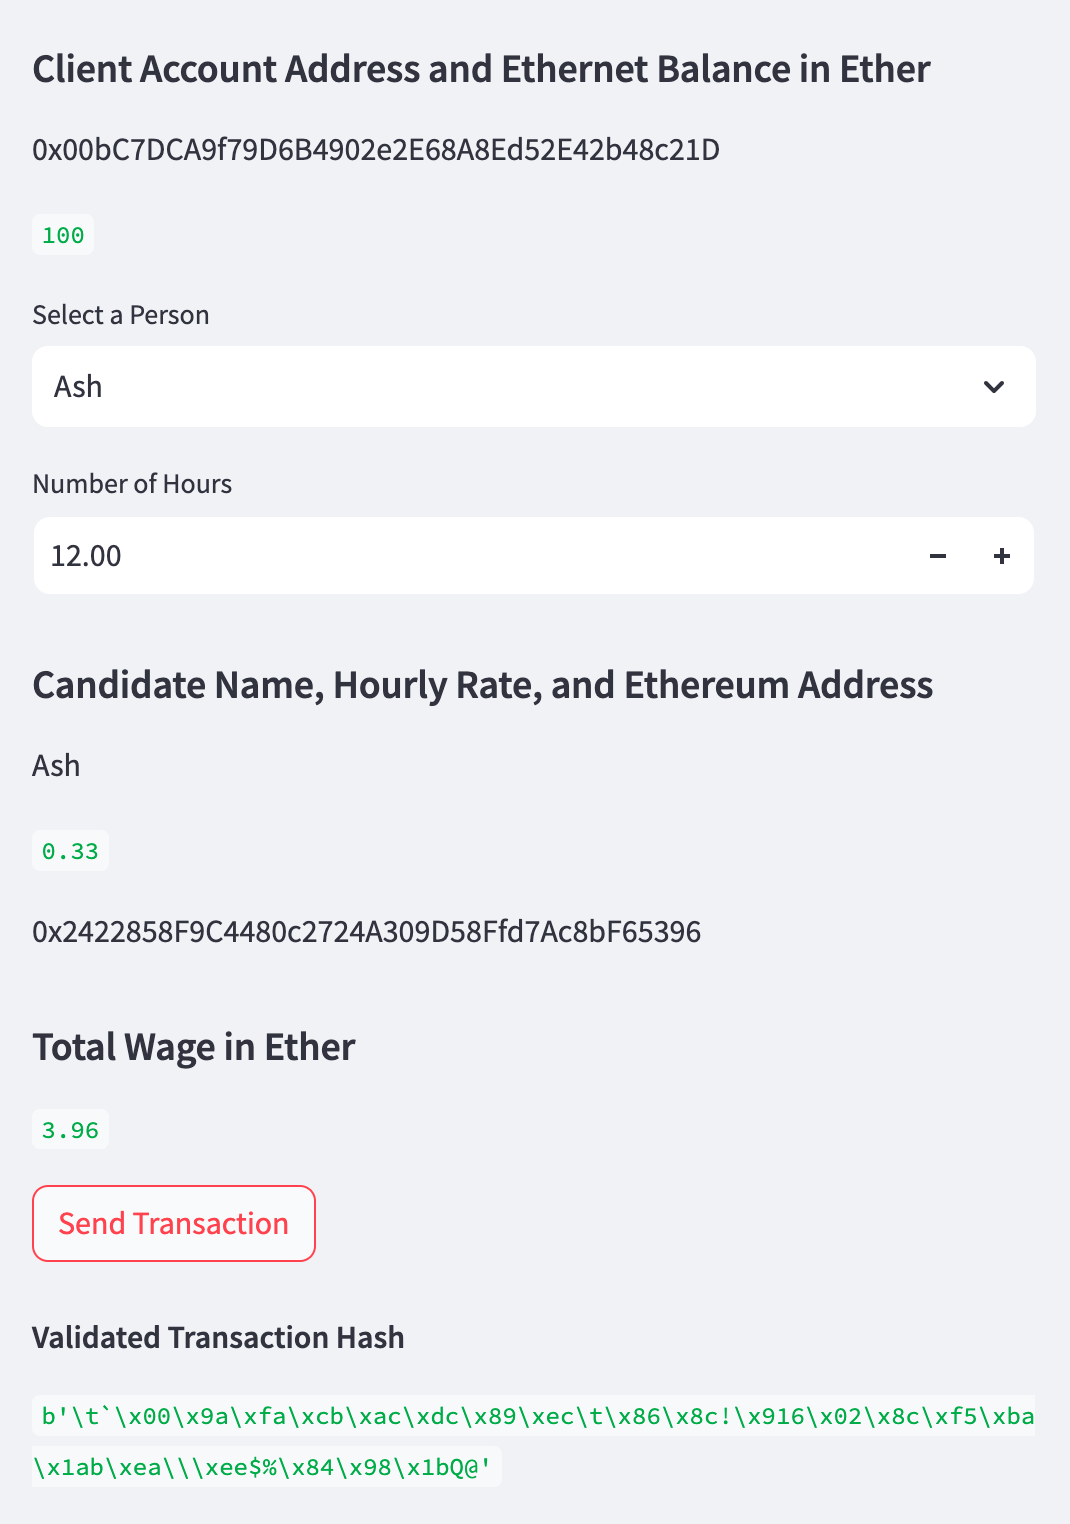 Client Account Address and Ethernet Balance in Ether
0x00bC7DCA9f79D6B4902e2E68A8Ed52E42b48c21D
100
Select a Person
Ash
Number of Hours
12.00
Candidate Name, Hourly Rate, and Ethereum Address
Ash
0.33
0x2422858F9C4480c2724A309D58Ffd7Ac8bF65396
Total Wage in Ether
3.96
Send Transaction
Validated Transaction Hash
b'\t`\x00\x9a\xfa\xcb\xac\xdc\x89\xec\t\x86\x8c!\x916\x02\x8c\xf5\xba
\x1ab\xea\\\xee$%\x84\x98\x1bQ@'